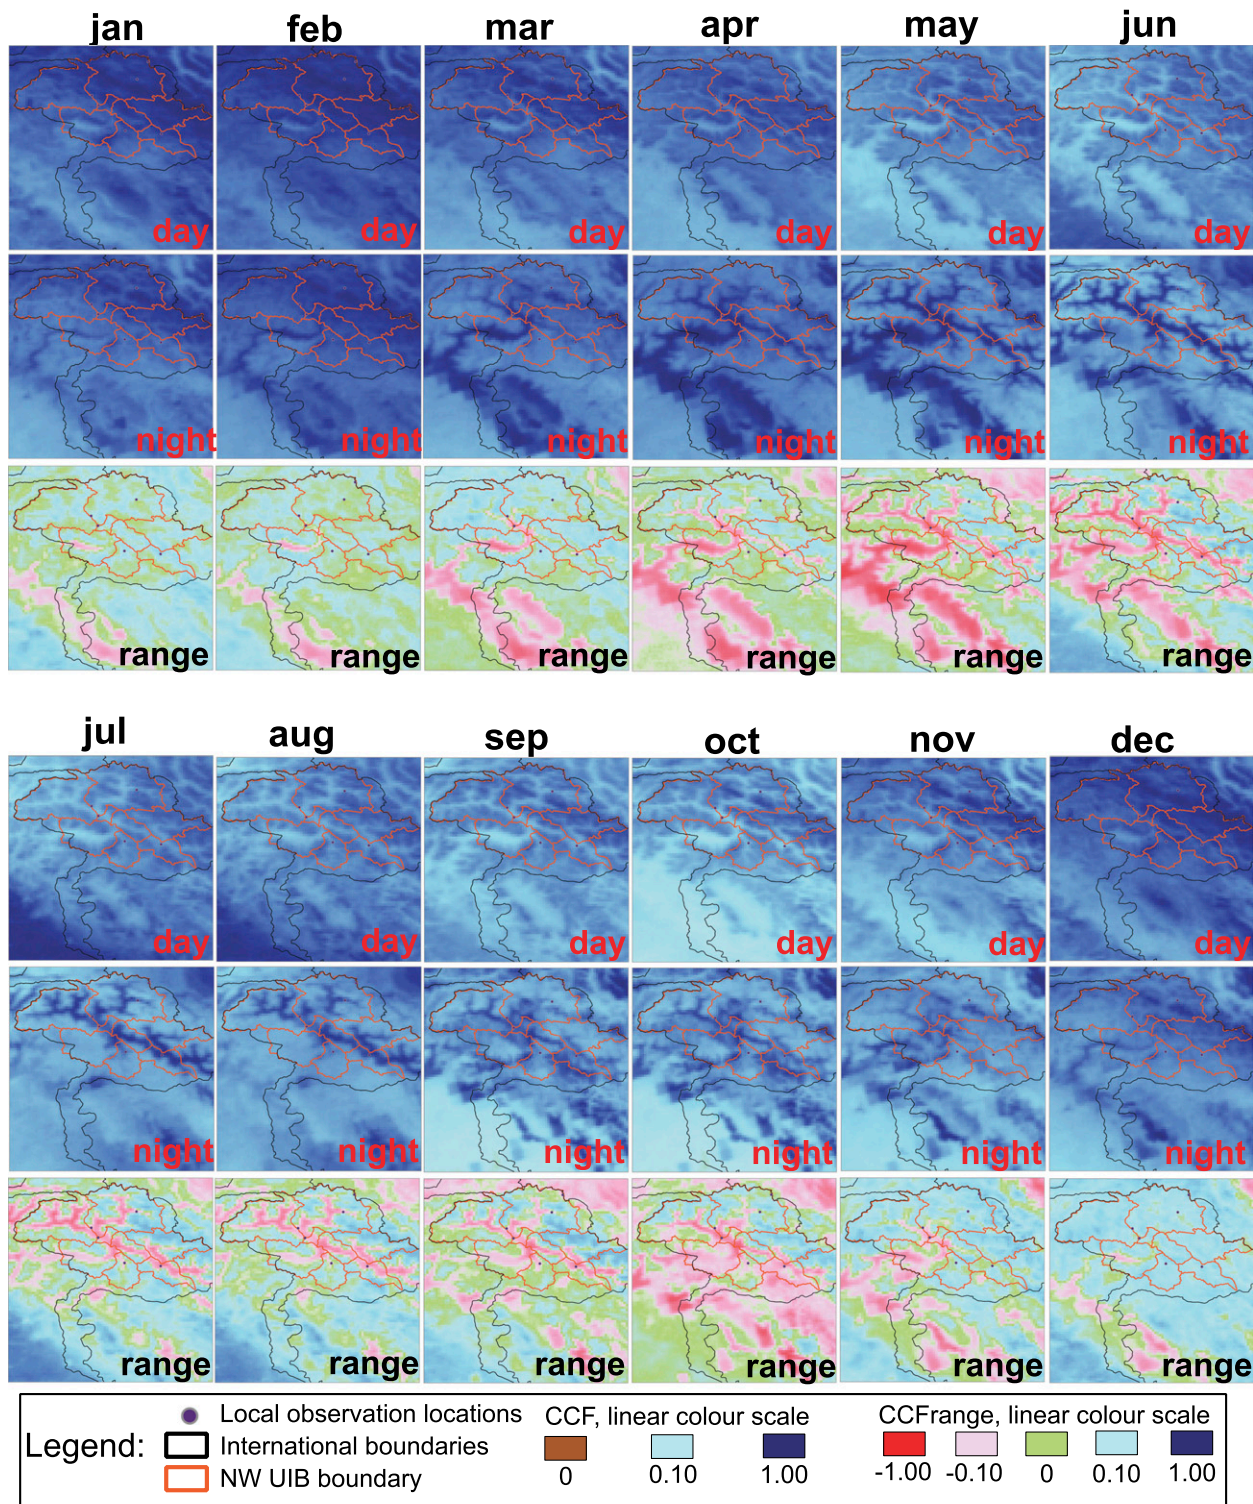 jan feb mar apr may jun
day day day day day day
night night night night night night
range range range range range range
jul aug sep oct nov dec
day day day day day day
night night night night night night
range range range range range range
Legend:
Local observation locations
International boundaries
NW UIB boundary
CCF, linear colour scale
0 0.10 1.00
CCFrange, linear colour scale
-1.00 -0.10 0 0.10 1.00